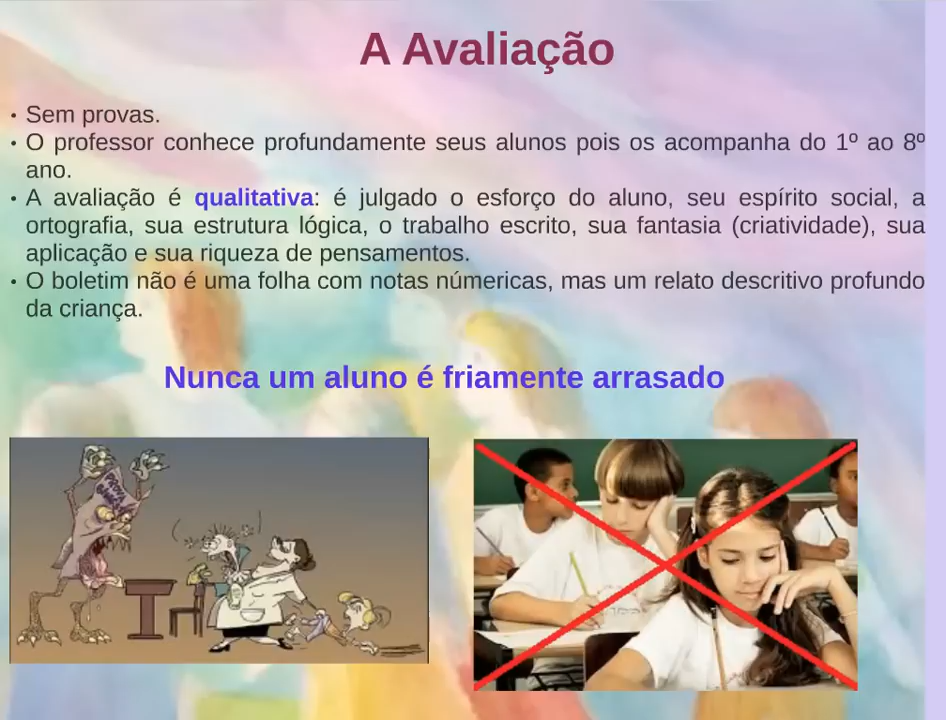 A Avaliação
• Sem provas.
• O professor conhece profundamente seus alunos pois os acompanha do 1º ao 8º
ano.
• A avaliação é qualitativa: é julgado o esforço do aluno, seu espírito social, a
ortografia, sua estrutura lógica, o trabalho escrito, sua fantasia (criatividade), sua
aplicação e sua riqueza de pensamentos.
• O boletim não é uma folha com notas númericas, mas um relato descritivo profundo
da criança.
Nunca um aluno é friamente arrasado